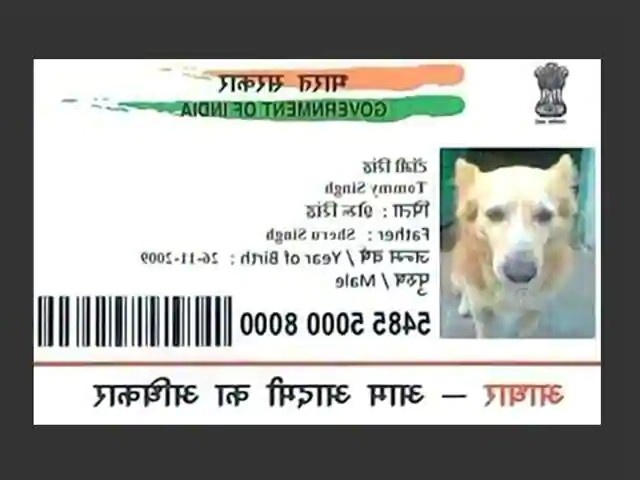 भारत सरकार
GOVERNMENT OF INDIA
टॉमी सिंह
Tommy Singh
पिता : शेरू सिंह
Father : Sheru Singh
जन्म वर्ष / Year of Birth : 26-11-2009
पुरुष / Male
5485 5000 8000
आधार — आम आदमी का अधिकार